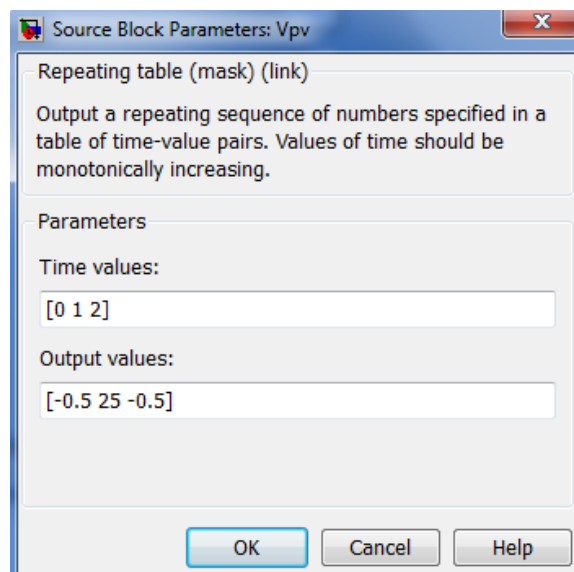 Source Block Parameters: Vpv
Repeating table (mask) (link)
Output a repeating sequence of numbers specified in a
table of time-value pairs. Values of time should be
monotonically increasing.
Parameters
Time values:
[0 1 2]
Output values:
[-0.5 25 -0.5]
OK Cancel Help